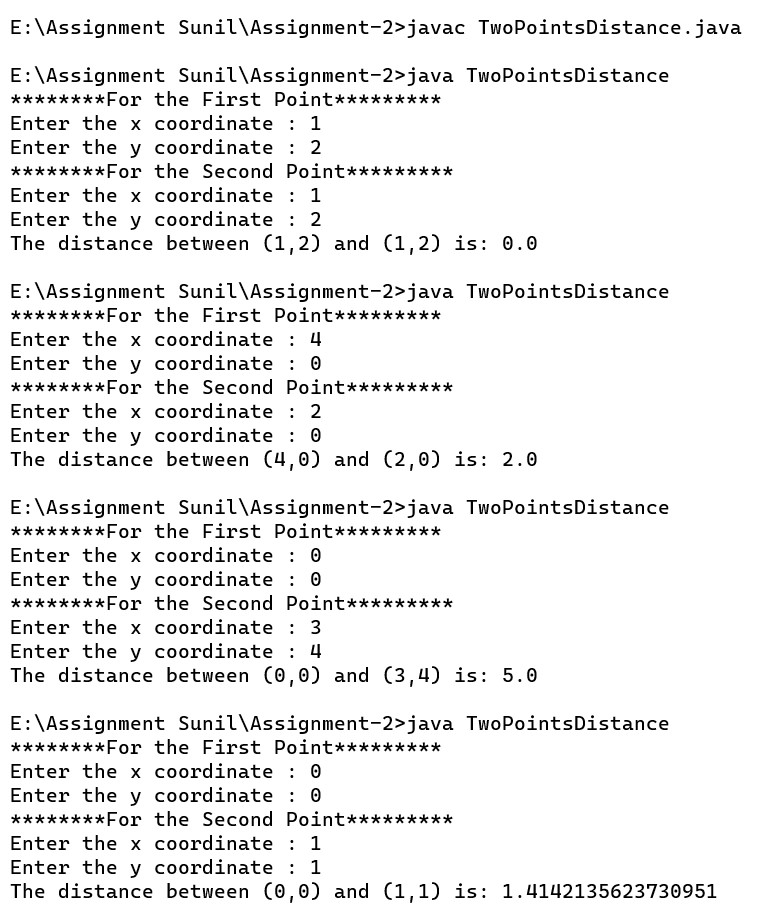 E:\Assignment Sunil\Assignment-2>javac TwoPointsDistance.java
E:\Assignment Sunil\Assignment-2>java TwoPointsDistance
********For the First Point*********
Enter the x coordinate : 1
Enter the y coordinate : 2
********For the Second Point*********
Enter the x coordinate : 1
Enter the y coordinate : 2
The distance between (1,2) and (1,2) is: 0.0
E:\Assignment Sunil\Assignment-2>java TwoPointsDistance
********For the First Point*********
Enter the x coordinate : 4
Enter the y coordinate : 0
********For the Second Point*********
Enter the x coordinate : 2
Enter the y coordinate : 0
The distance between (4,0) and (2,0) is: 2.0
E:\Assignment Sunil\Assignment-2>java TwoPointsDistance
********For the First Point*********
Enter the x coordinate : 0
Enter the y coordinate : 0
********For the Second Point*********
Enter the x coordinate : 3
Enter the y coordinate : 4
The distance between (0,0) and (3,4) is: 5.0
E:\Assignment Sunil\Assignment-2>java TwoPointsDistance
********For the First Point*********
Enter the x coordinate : 0
Enter the y coordinate : 0
********For the Second Point*********
Enter the x coordinate : 1
Enter the y coordinate : 1
The distance between (0,0) and (1,1) is: 1.4142135623730951